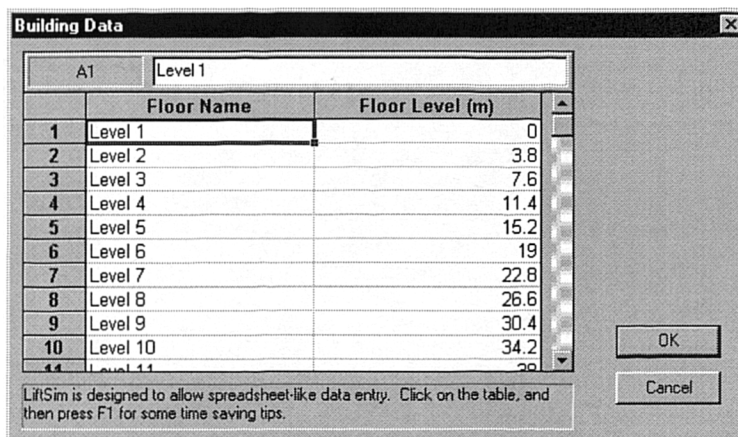 Building Data
A1 Level 1
Floor Name Floor Level (m)
1 Level 1 0
2 Level 2 3.8
3 Level 3 7.6
4 Level 4 11.4
5 Level 5 15.2
6 Level 6 19
7 Level 7 22.8
8 Level 8 26.6
9 Level 9 30.4
10 Level 10 34.2
11 Level 11 38
OK
Cancel
LiftSim is designed to allow spreadsheet-like data entry. Click on the table, and
then press F1 for some time saving tips.